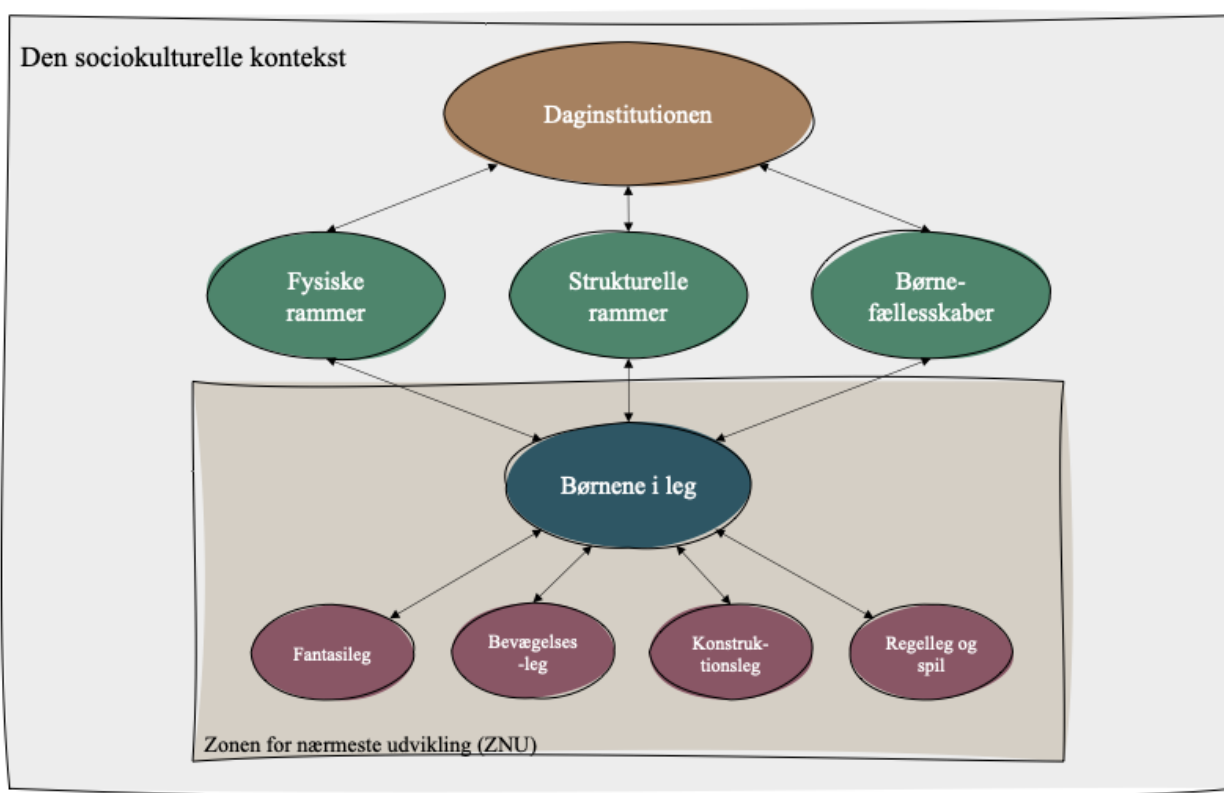 Den sociokulturelle kontekst
Daginstitutionen
Fysiske
rammer
Strukturelle
rammer
Børne-
fællesskaber
Børnene i leg
Fantasileg
Bevægelses
-leg
Konstruk-
tionsleg
Regelleg og
spil
Zonen for nærmeste udvikling (ZNU)